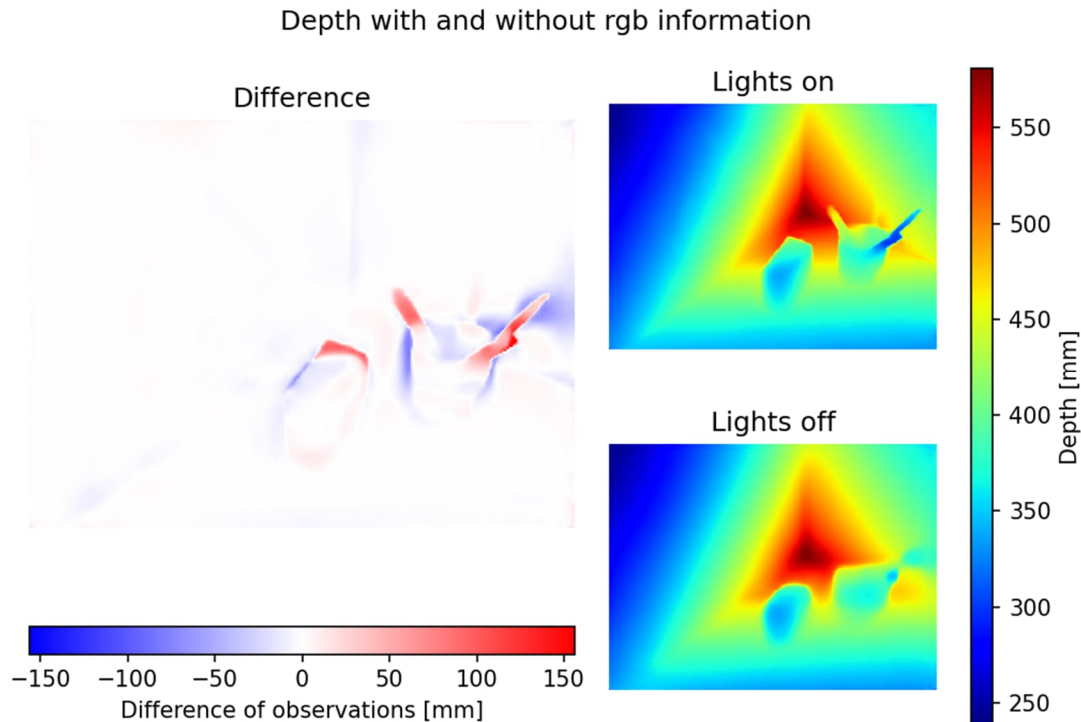 Depth with and without rgb information
Difference
Lights on
Lights off
−150 −100 −50 0 50 100 150
Difference of observations [mm]
550
500
450
400
350
300
250
Depth [mm]